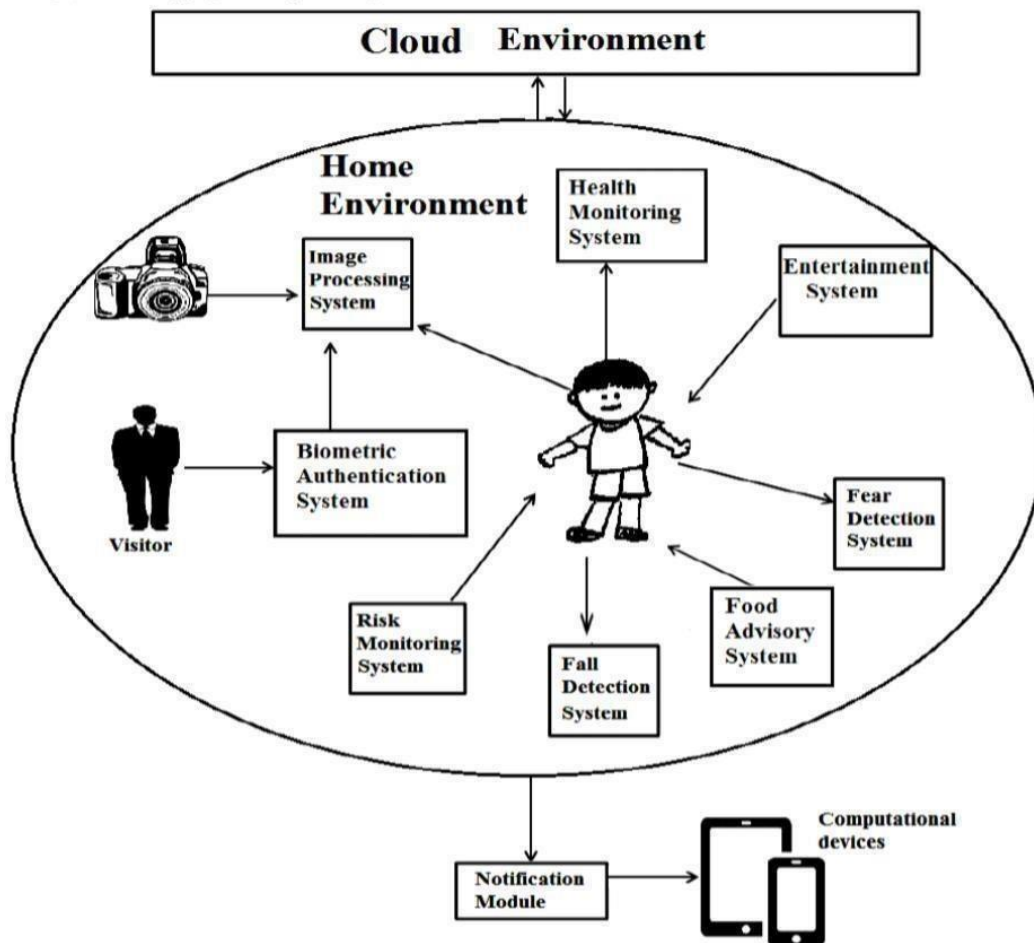 Cloud Environment
Home
Environment
Health
Monitoring
System
Image
Processing
System
Entertainment
System
Biometric
Authentication
System
Visitor
Fear
Detection
System
Risk
Monitoring
System
Food
Advisory
System
Fall
Detection
System
Computational
devices
Notification
Module